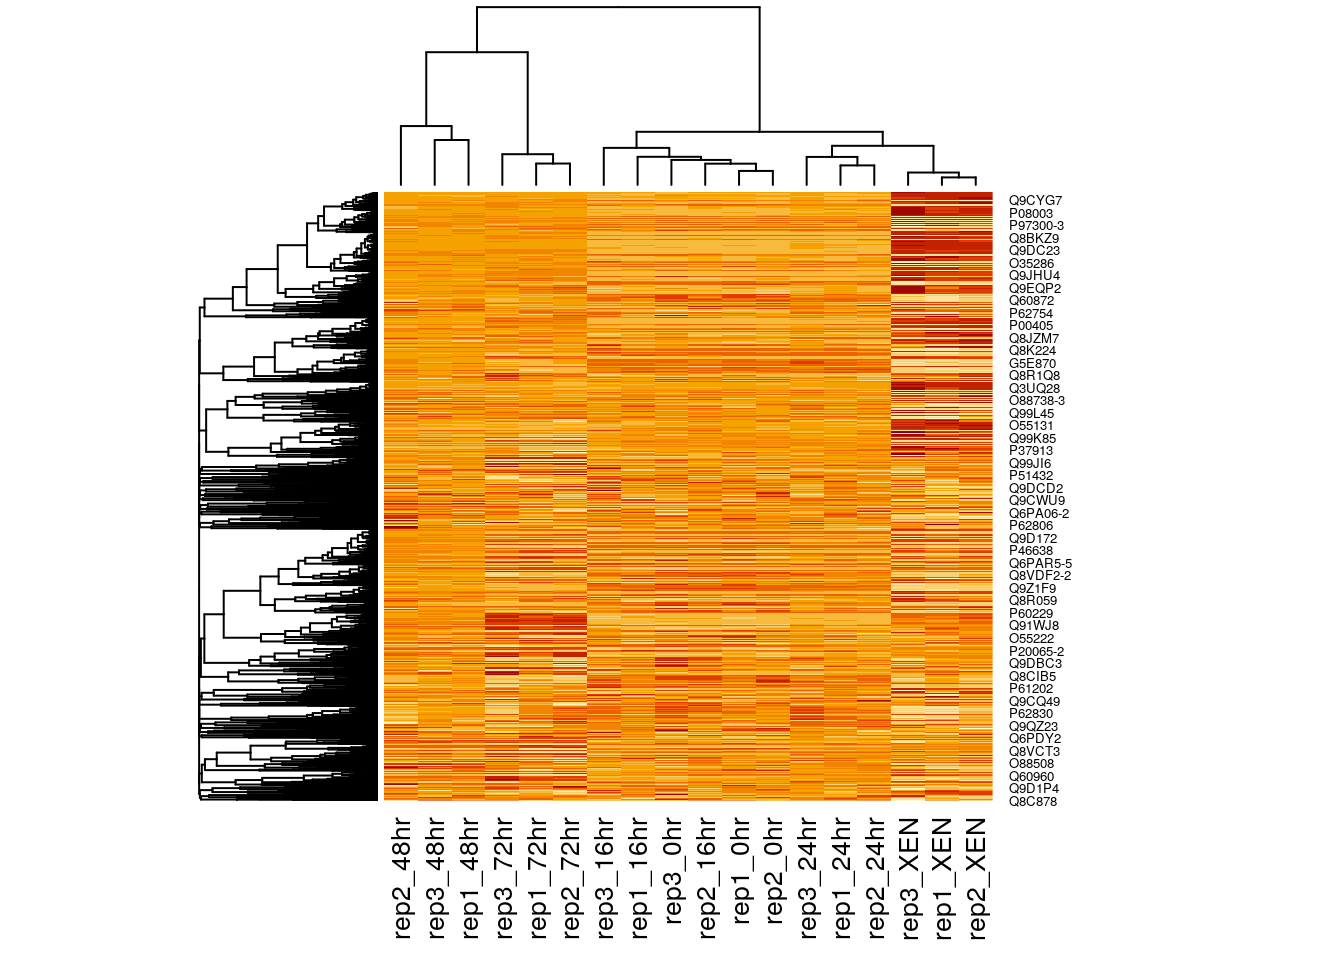 Q9CYG7
P08003
P97300-3
Q8BKZ9
Q9DC23
O35286
Q9JHU4
Q9EQP2
Q60872
P62754
P00405
Q8JZM7
Q8K224
G5E870
Q8R1Q8
Q3UQ28
O88738-3
Q99L45
O55131
Q99K85
P37913
Q99JI6
P51432
Q9DCD2
Q9CWU9
Q6PA06-2
P62806
Q9D172
P46638
Q6PAR5-5
Q8VDF2-2
Q9Z1F9
Q8R059
P60229
Q91WJ8
O55222
P20065-2
Q9DBC3
Q8CIB5
P61202
Q9CQ49
P62830
Q9QZ23
Q6PDY2
Q8VCT3
O88508
Q60960
Q9D1P4
Q8C878
rep2_48hr
rep3_48hr
rep1_48hr
rep3_72hr
rep1_72hr
rep2_72hr
rep3_16hr
rep1_16hr
rep3_0hr
rep2_16hr
rep1_0hr
rep2_0hr
rep3_24hr
rep1_24hr
rep2_24hr
rep3_XEN
rep1_XEN
rep2_XEN